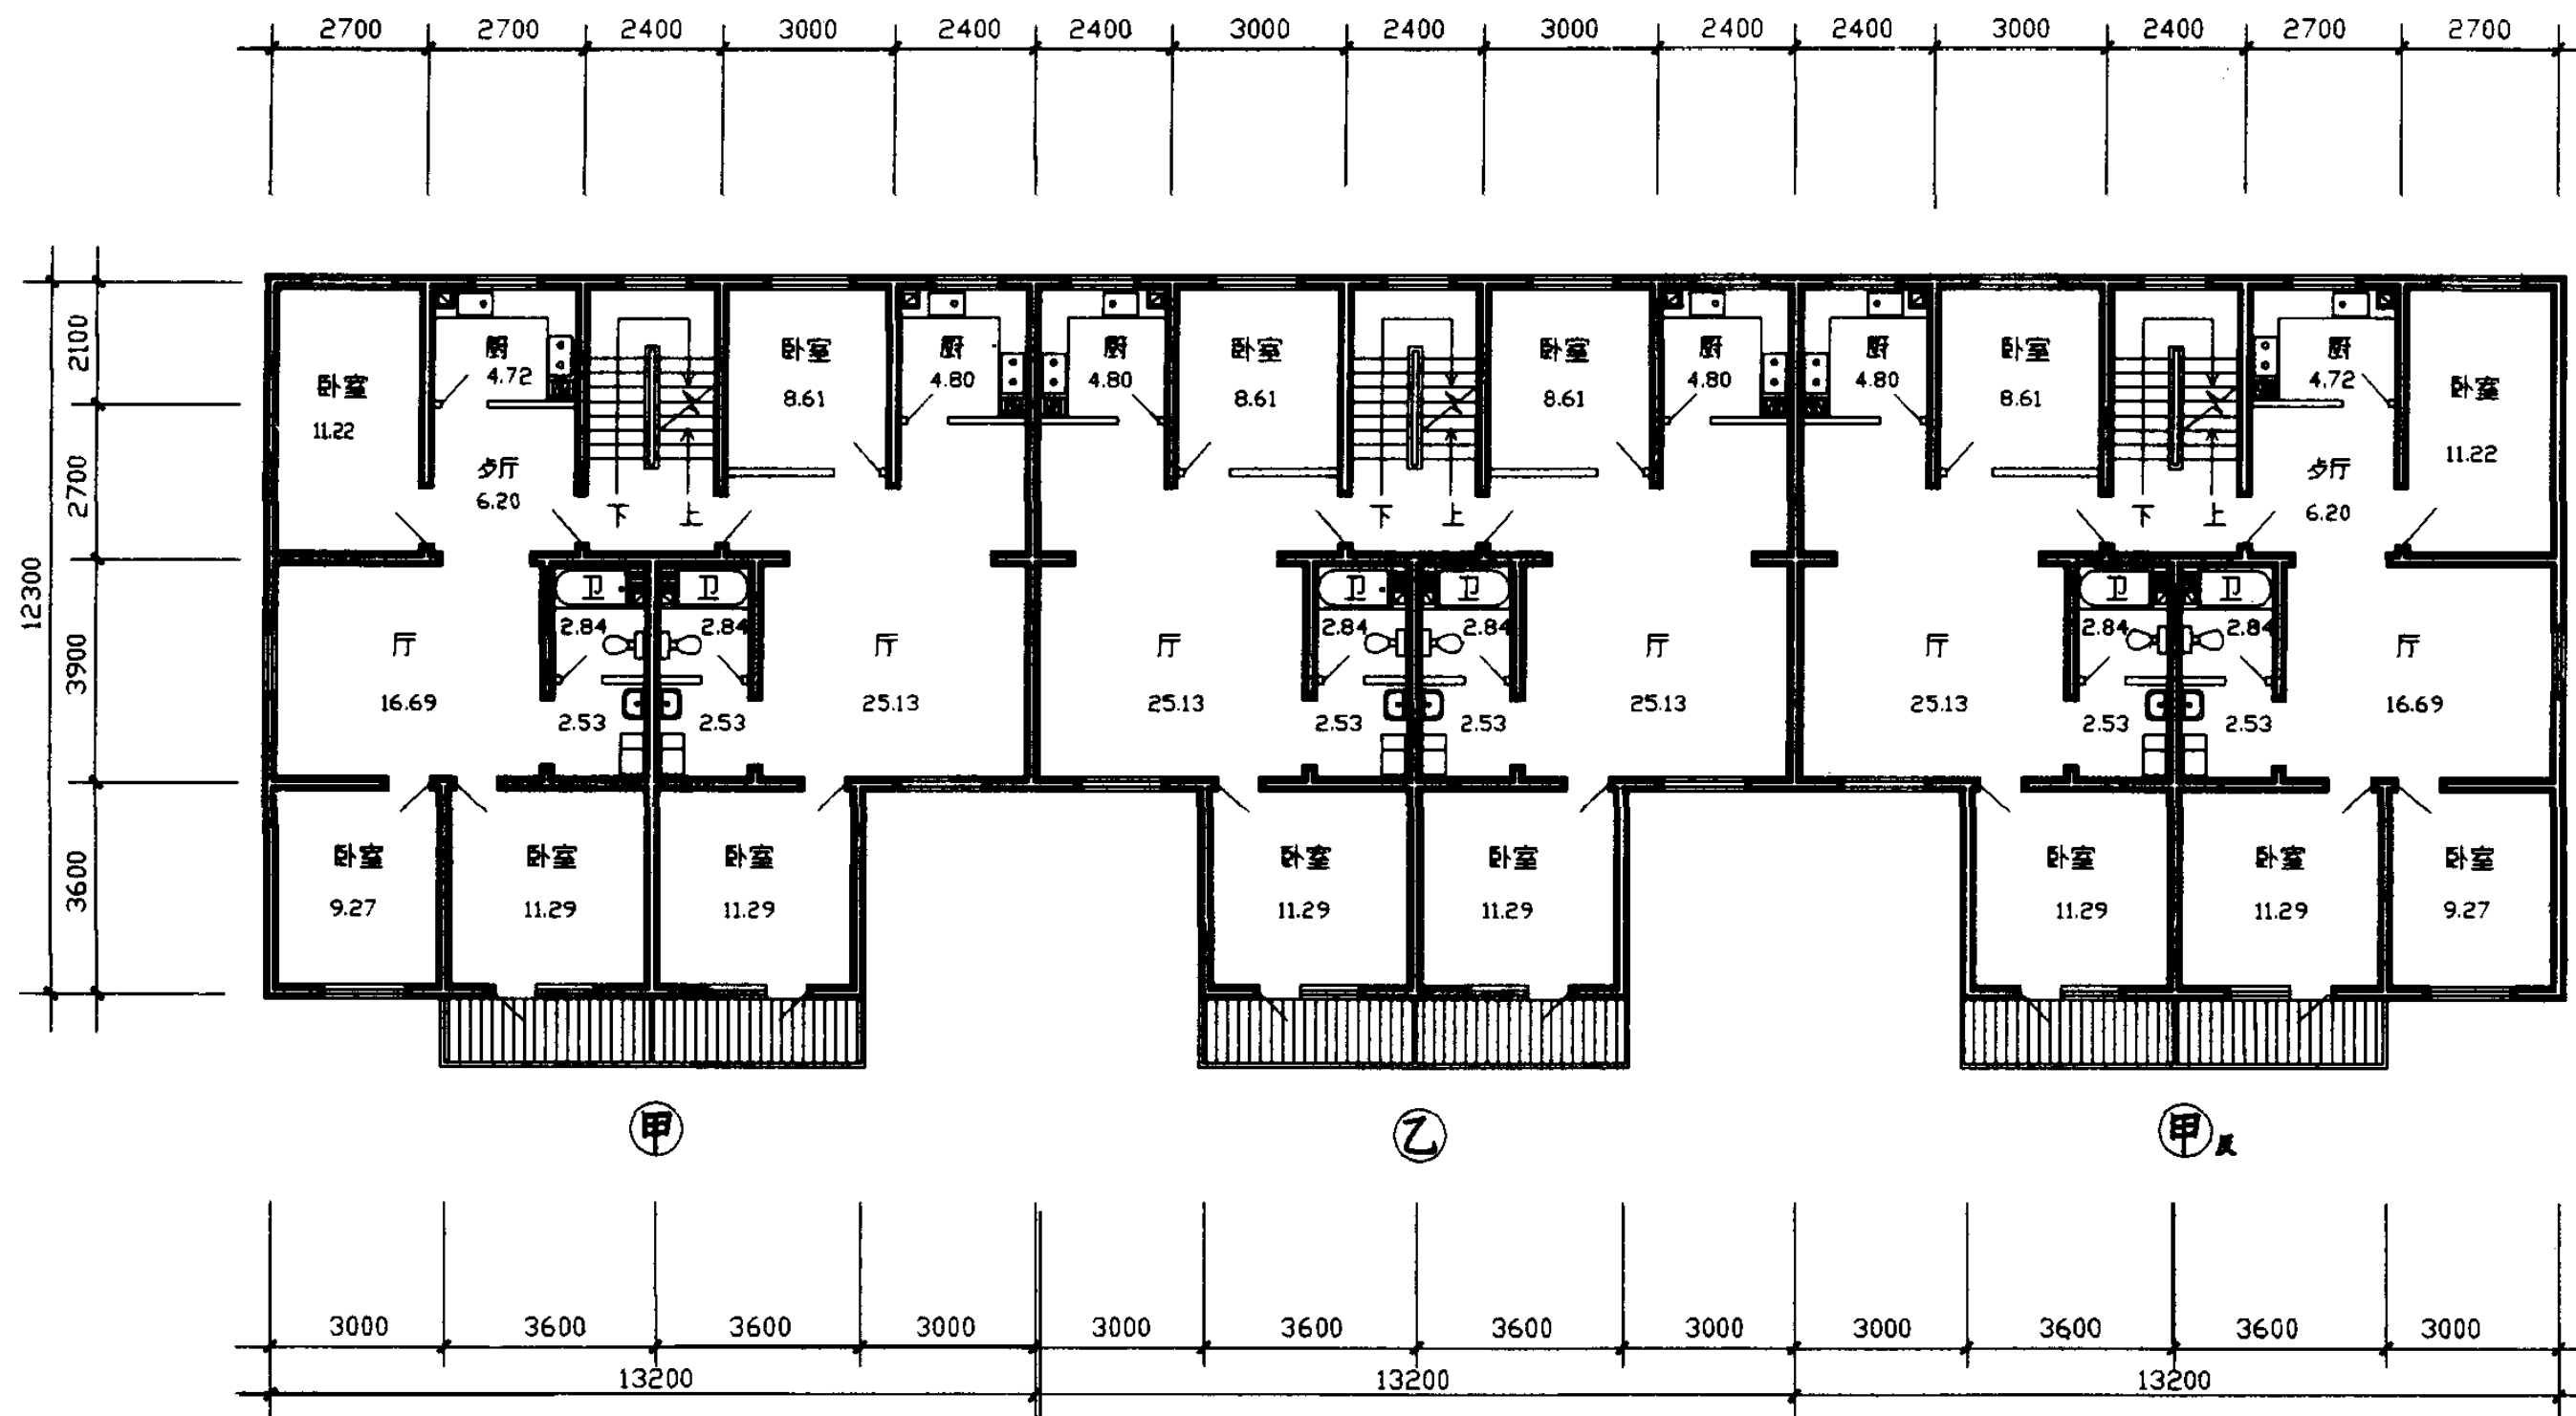 2700 2700 2400 3000 2400 2400 3000 2400 3000 2400 2400 3000 2400 2700 2700
12300
2100
2700
3900
3600
厨 卧室 厨 厨 卧室 卧室 厨 厨 卧室 厨
卧室 4.72 8.61 4.80 4.80 8.61 8.61 4.80 4.80 8.61 4.72 卧室
11.22 11.22
夕厅 夕厅
6.20 下 上 下 上 下 上 6.20
卫 卫 卫 卫 卫 卫
2.84 2.84 2.84 2.84 2.84 2.84
厅 厅 厅 厅 厅 厅
16.69 25.13 25.13 25.13 25.13 16.69
2.53 2.53 2.53 2.53 2.53 2.53
卧室 卧室 卧室 卧室 卧室 卧室 卧室 卧室
9.27 11.29 11.29 11.29 11.29 11.29 11.29 9.27
甲 乙 甲反
3000 3600 3600 3000 3000 3600 3600 3000 3000 3600 3600 3000
13200 13200 13200